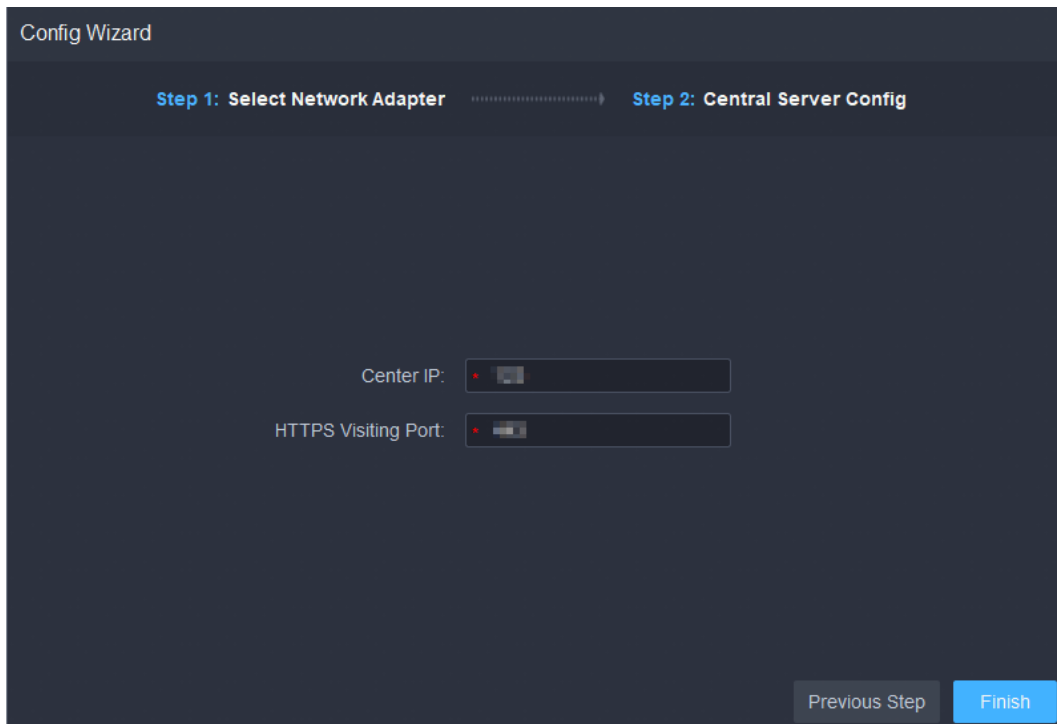 Config Wizard
Step 1: Select Network Adapter Step 2: Central Server Config
Center IP: *
HTTPS Visiting Port: *
Previous Step Finish